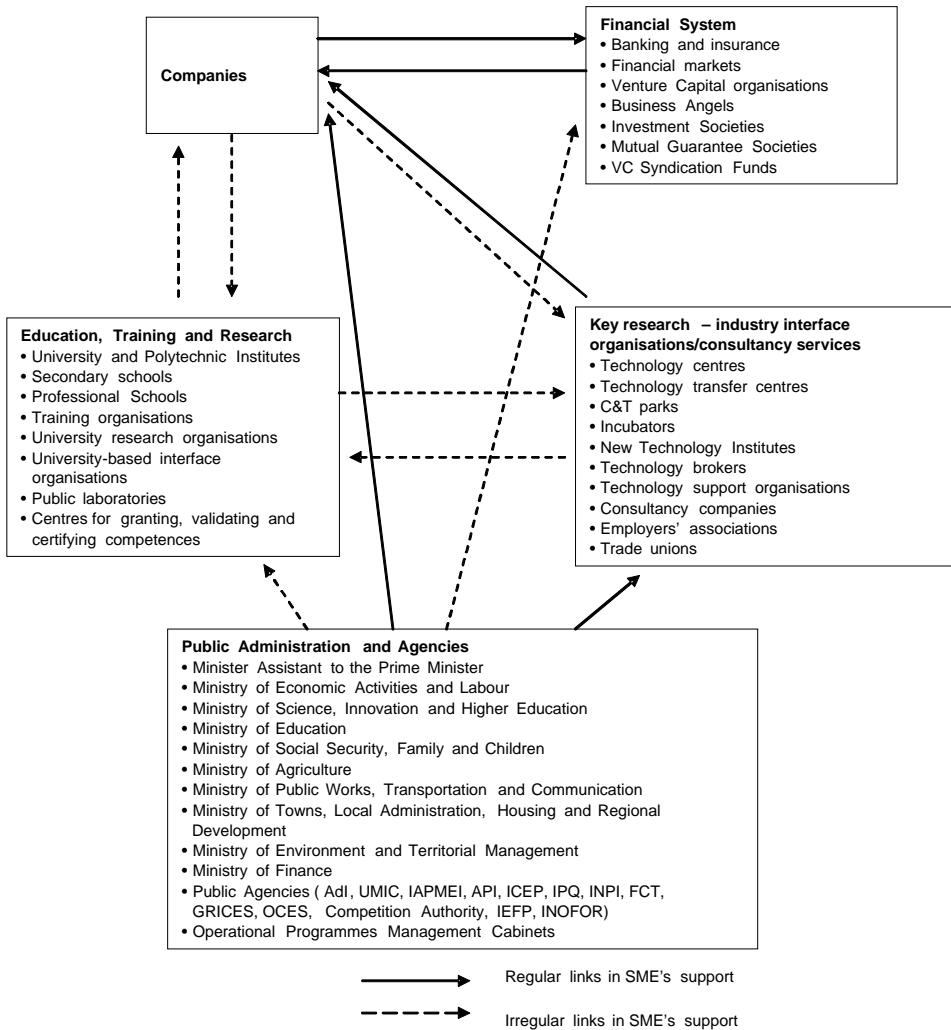 Companies
Financial System
• Banking and insurance
• Financial markets
• Venture Capital organisations
• Business Angels
• Investment Societies
• Mutual Guarantee Societies
• VC Syndication Funds
Education, Training and Research
• University and Polytechnic Institutes
• Secondary schools
• Professional Schools
• Training organisations
• University research organisations
• University-based interface
organisations
• Public laboratories
• Centres for granting, validating and
certifying competences
Key research – industry interface
organisations/consultancy services
• Technology centres
• Technology transfer centres
• C&T parks
• Incubators
• New Technology Institutes
• Technology brokers
• Technology support organisations
• Consultancy companies
• Employers' associations
• Trade unions
Public Administration and Agencies
• Minister Assistant to the Prime Minister
• Ministry of Economic Activities and Labour
• Ministry of Science, Innovation and Higher Education
• Ministry of Education
• Ministry of Social Security, Family and Children
• Ministry of Agriculture
• Ministry of Public Works, Transportation and Communication
• Ministry of Towns, Local Administration, Housing and Regional
Development
• Ministry of Environment and Territorial Management
• Ministry of Finance
• Public Agencies ( AdI, UMIC, IAPMEI, API, ICEP, IPQ, INPI, FCT,
GRICES, OCES, Competition Authority, IEFP, INOFOR)
• Operational Programmes Management Cabinets
Regular links in SME's support
Irregular links in SME's support